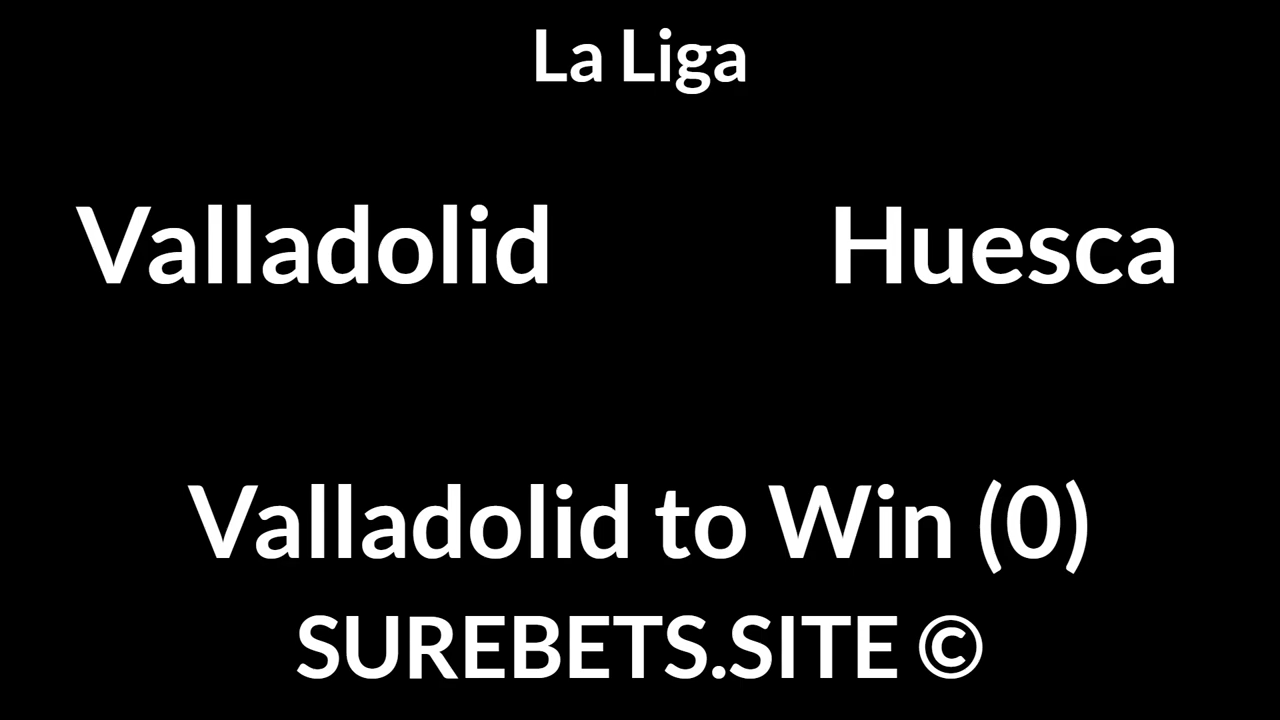 La Liga
Valladolid Huesca
Valladolid to Win (0)
SUREBETS.SITE ©